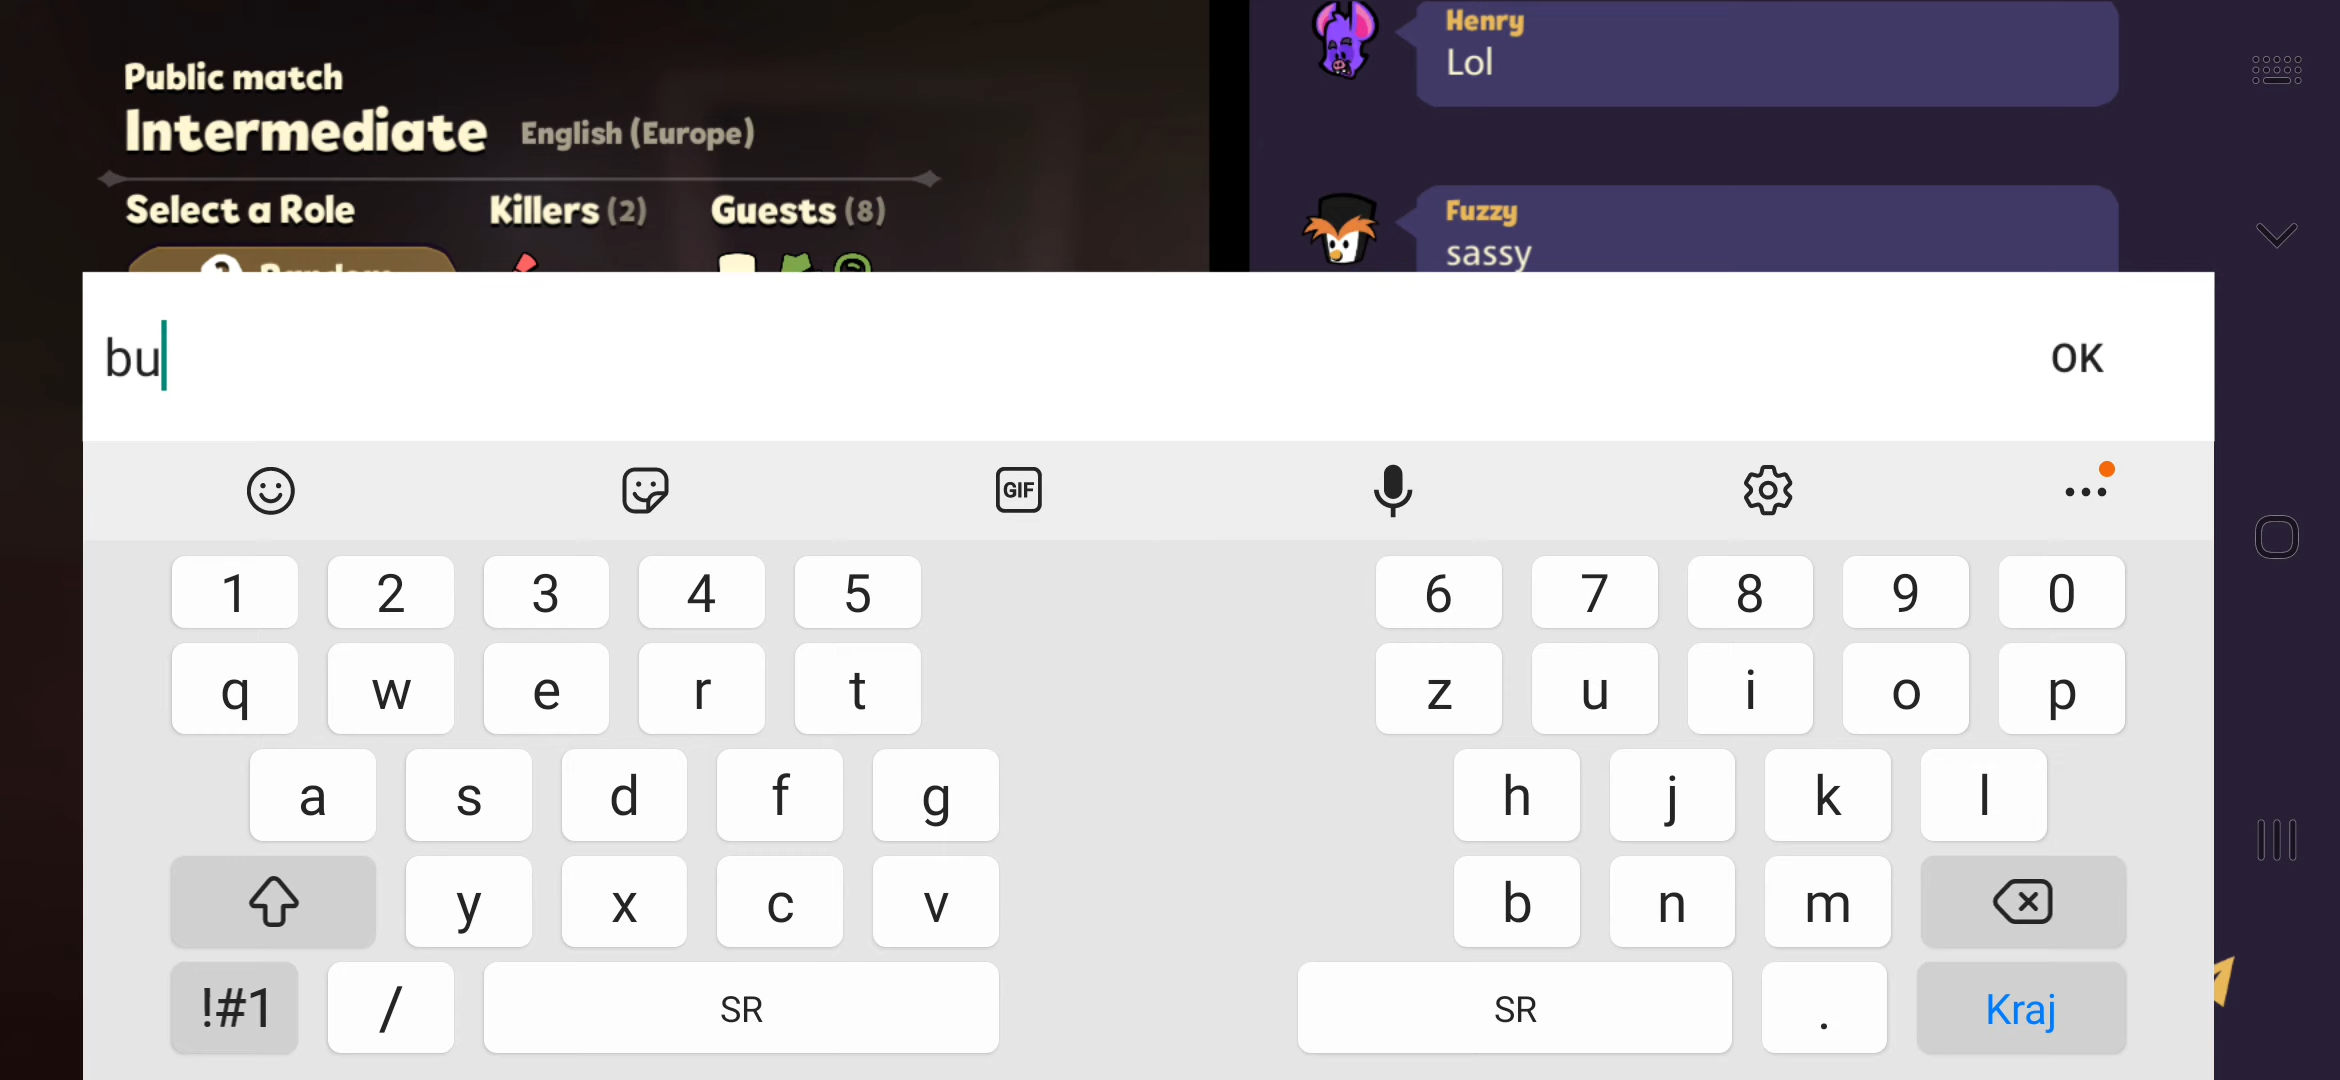 Public match
Intermediate English (Europe)
Select a Role Killers (2) Guests (8)
Random
Henry
Lol
Fuzzy
sassy
bu
OK
GIF
1 2 3 4 5 6 7 8 9 0
q w e r t z u i o p
a s d f g h j k l
y x c v b n m
!#1 / SR SR . Kraj